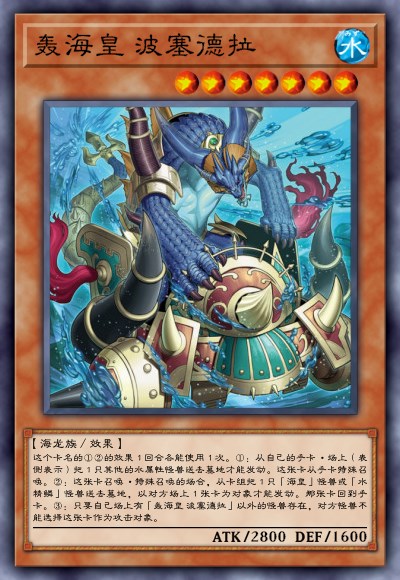 轰海皇 波塞德拉
水
【海龙族／效果】
这个卡名的①②的效果1回合各能使用1次。①：从自己的手卡·场上（表
侧表示）把1只其他的水属性怪兽送去墓地才能发动。这张卡从手卡特殊召
唤。②：这张卡召唤·特殊召唤的场合，从卡组把1只「海皇」怪兽或「水
精鳞」怪兽送去墓地，以对方场上1张卡为对象才能发动。那张卡回到手
卡。③：只要自己场上有「轰海皇 波塞德拉」以外的怪兽存在，对方怪兽不
能选择这张卡作为攻击对象。
ATK/2800 DEF/1600